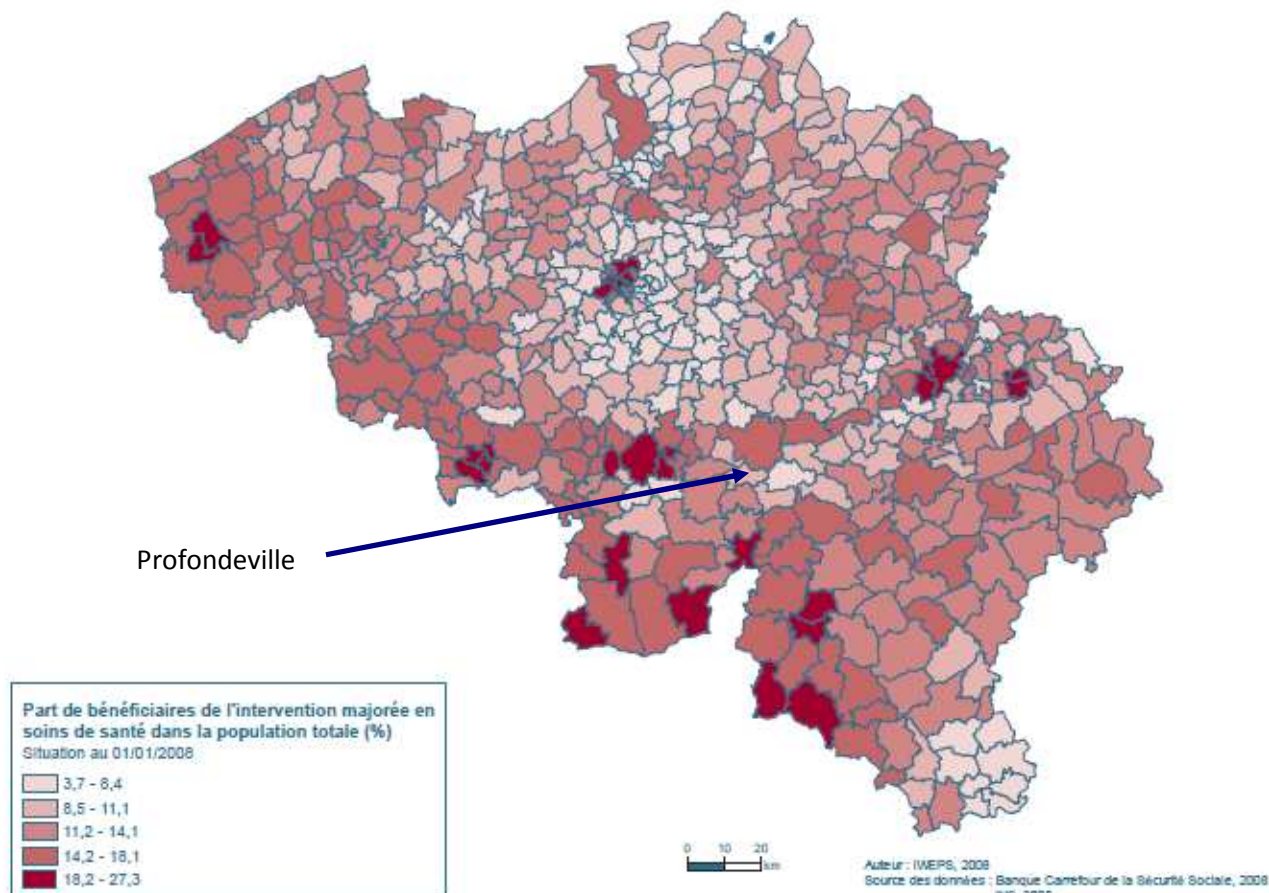 Profondeville
Part de bénéficiaires de l'intervention majorée en
soins de santé dans la population totale (%)
Situation au 01/01/2008
3,7 - 8,4
8,5 - 11,1
11,2 - 14,1
14,2 - 18,1
18,2 - 27,3
0 10 20
km
Auteur : IWEPS, 2008
Source des données : Banque Carrefour de la Sécurité Sociale, 2008